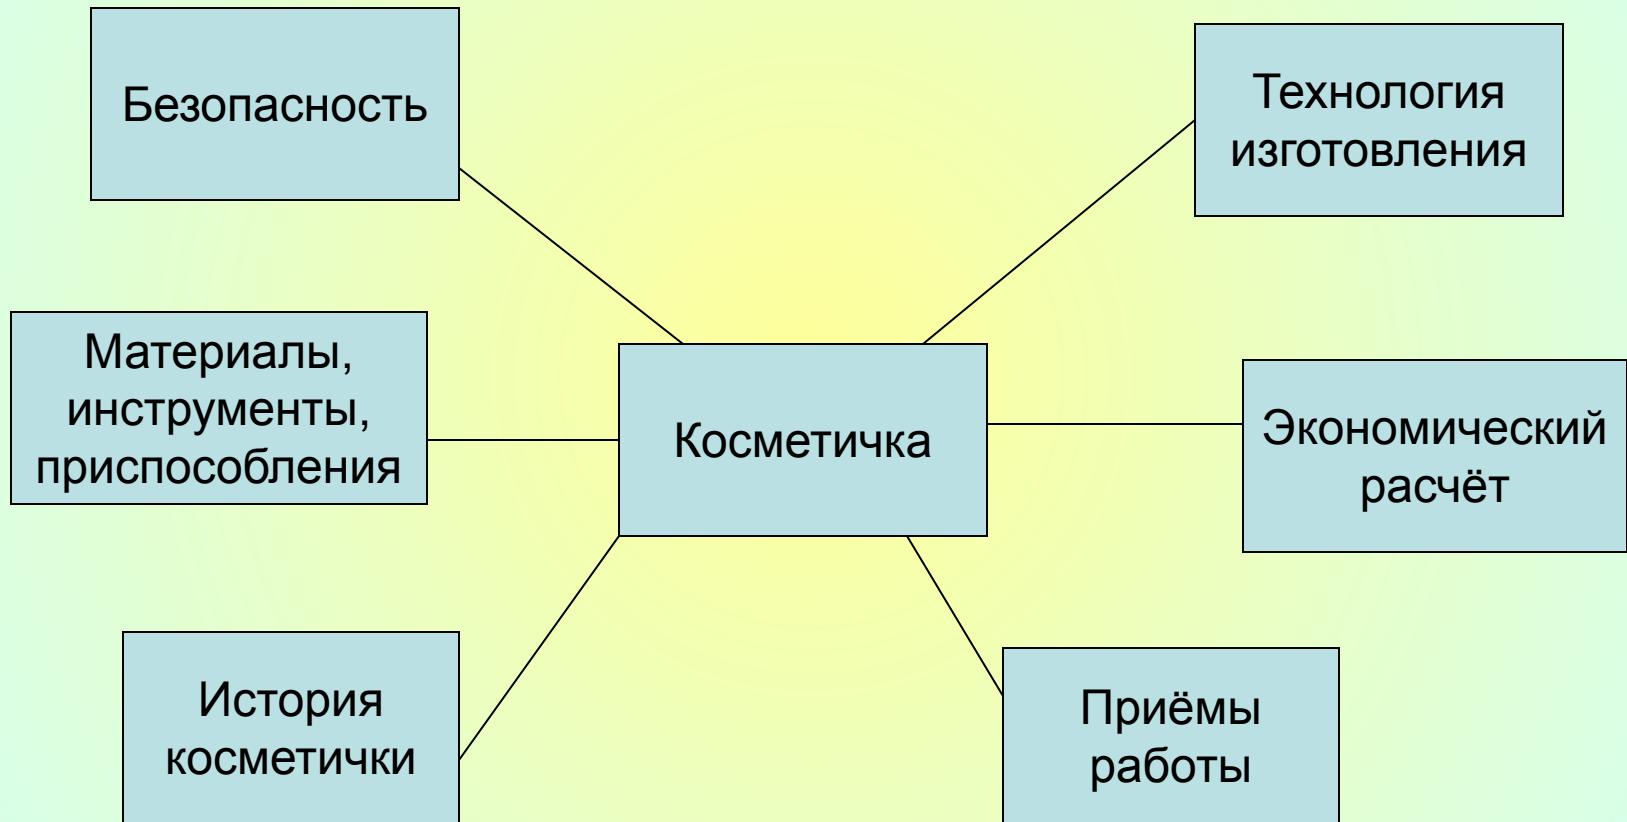 Безопасность
Технология
изготовления
Материалы,
инструменты,
приспособления
Косметичка
Экономический
расчёт
История
косметички
Приёмы
работы